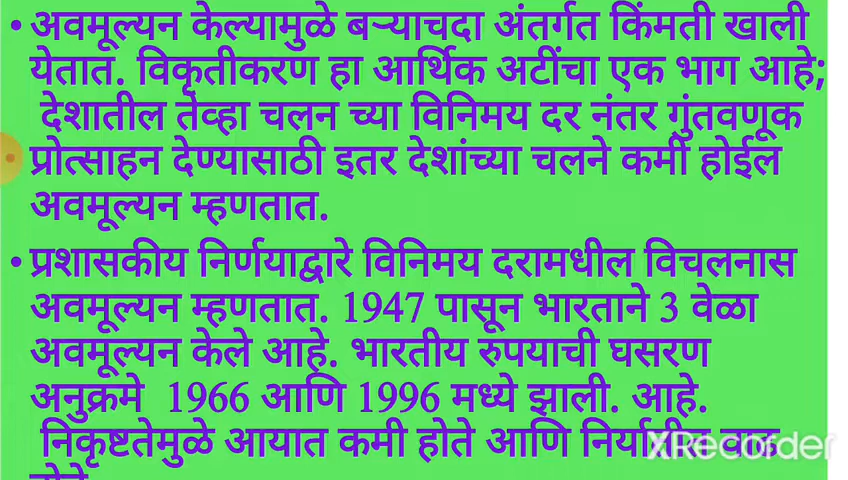 • अवमूल्यन केल्यामुळे बऱ्याचदा अंतर्गत किंमती खाली
येतात. विकृतीकरण हा आर्थिक अटींचा एक भाग आहे;
देशातील तेव्हा चलन च्या विनिमय दर नंतर गुंतवणूक
प्रोत्साहन देण्यासाठी इतर देशांच्या चलने कमी होईल
अवमूल्यन म्हणतात.
• प्रशासकीय निर्णयाद्वारे विनिमय दरामधील विचलनास
अवमूल्यन म्हणतात. 1947 पासून भारताने 3 वेळा
अवमूल्यन केले आहे. भारतीय रुपयाची घसरण
अनुक्रमे 1966 आणि 1996 मध्ये झाली. आहे.
निकृष्टतेमुळे आयात कमी होते आणि
XRecorder